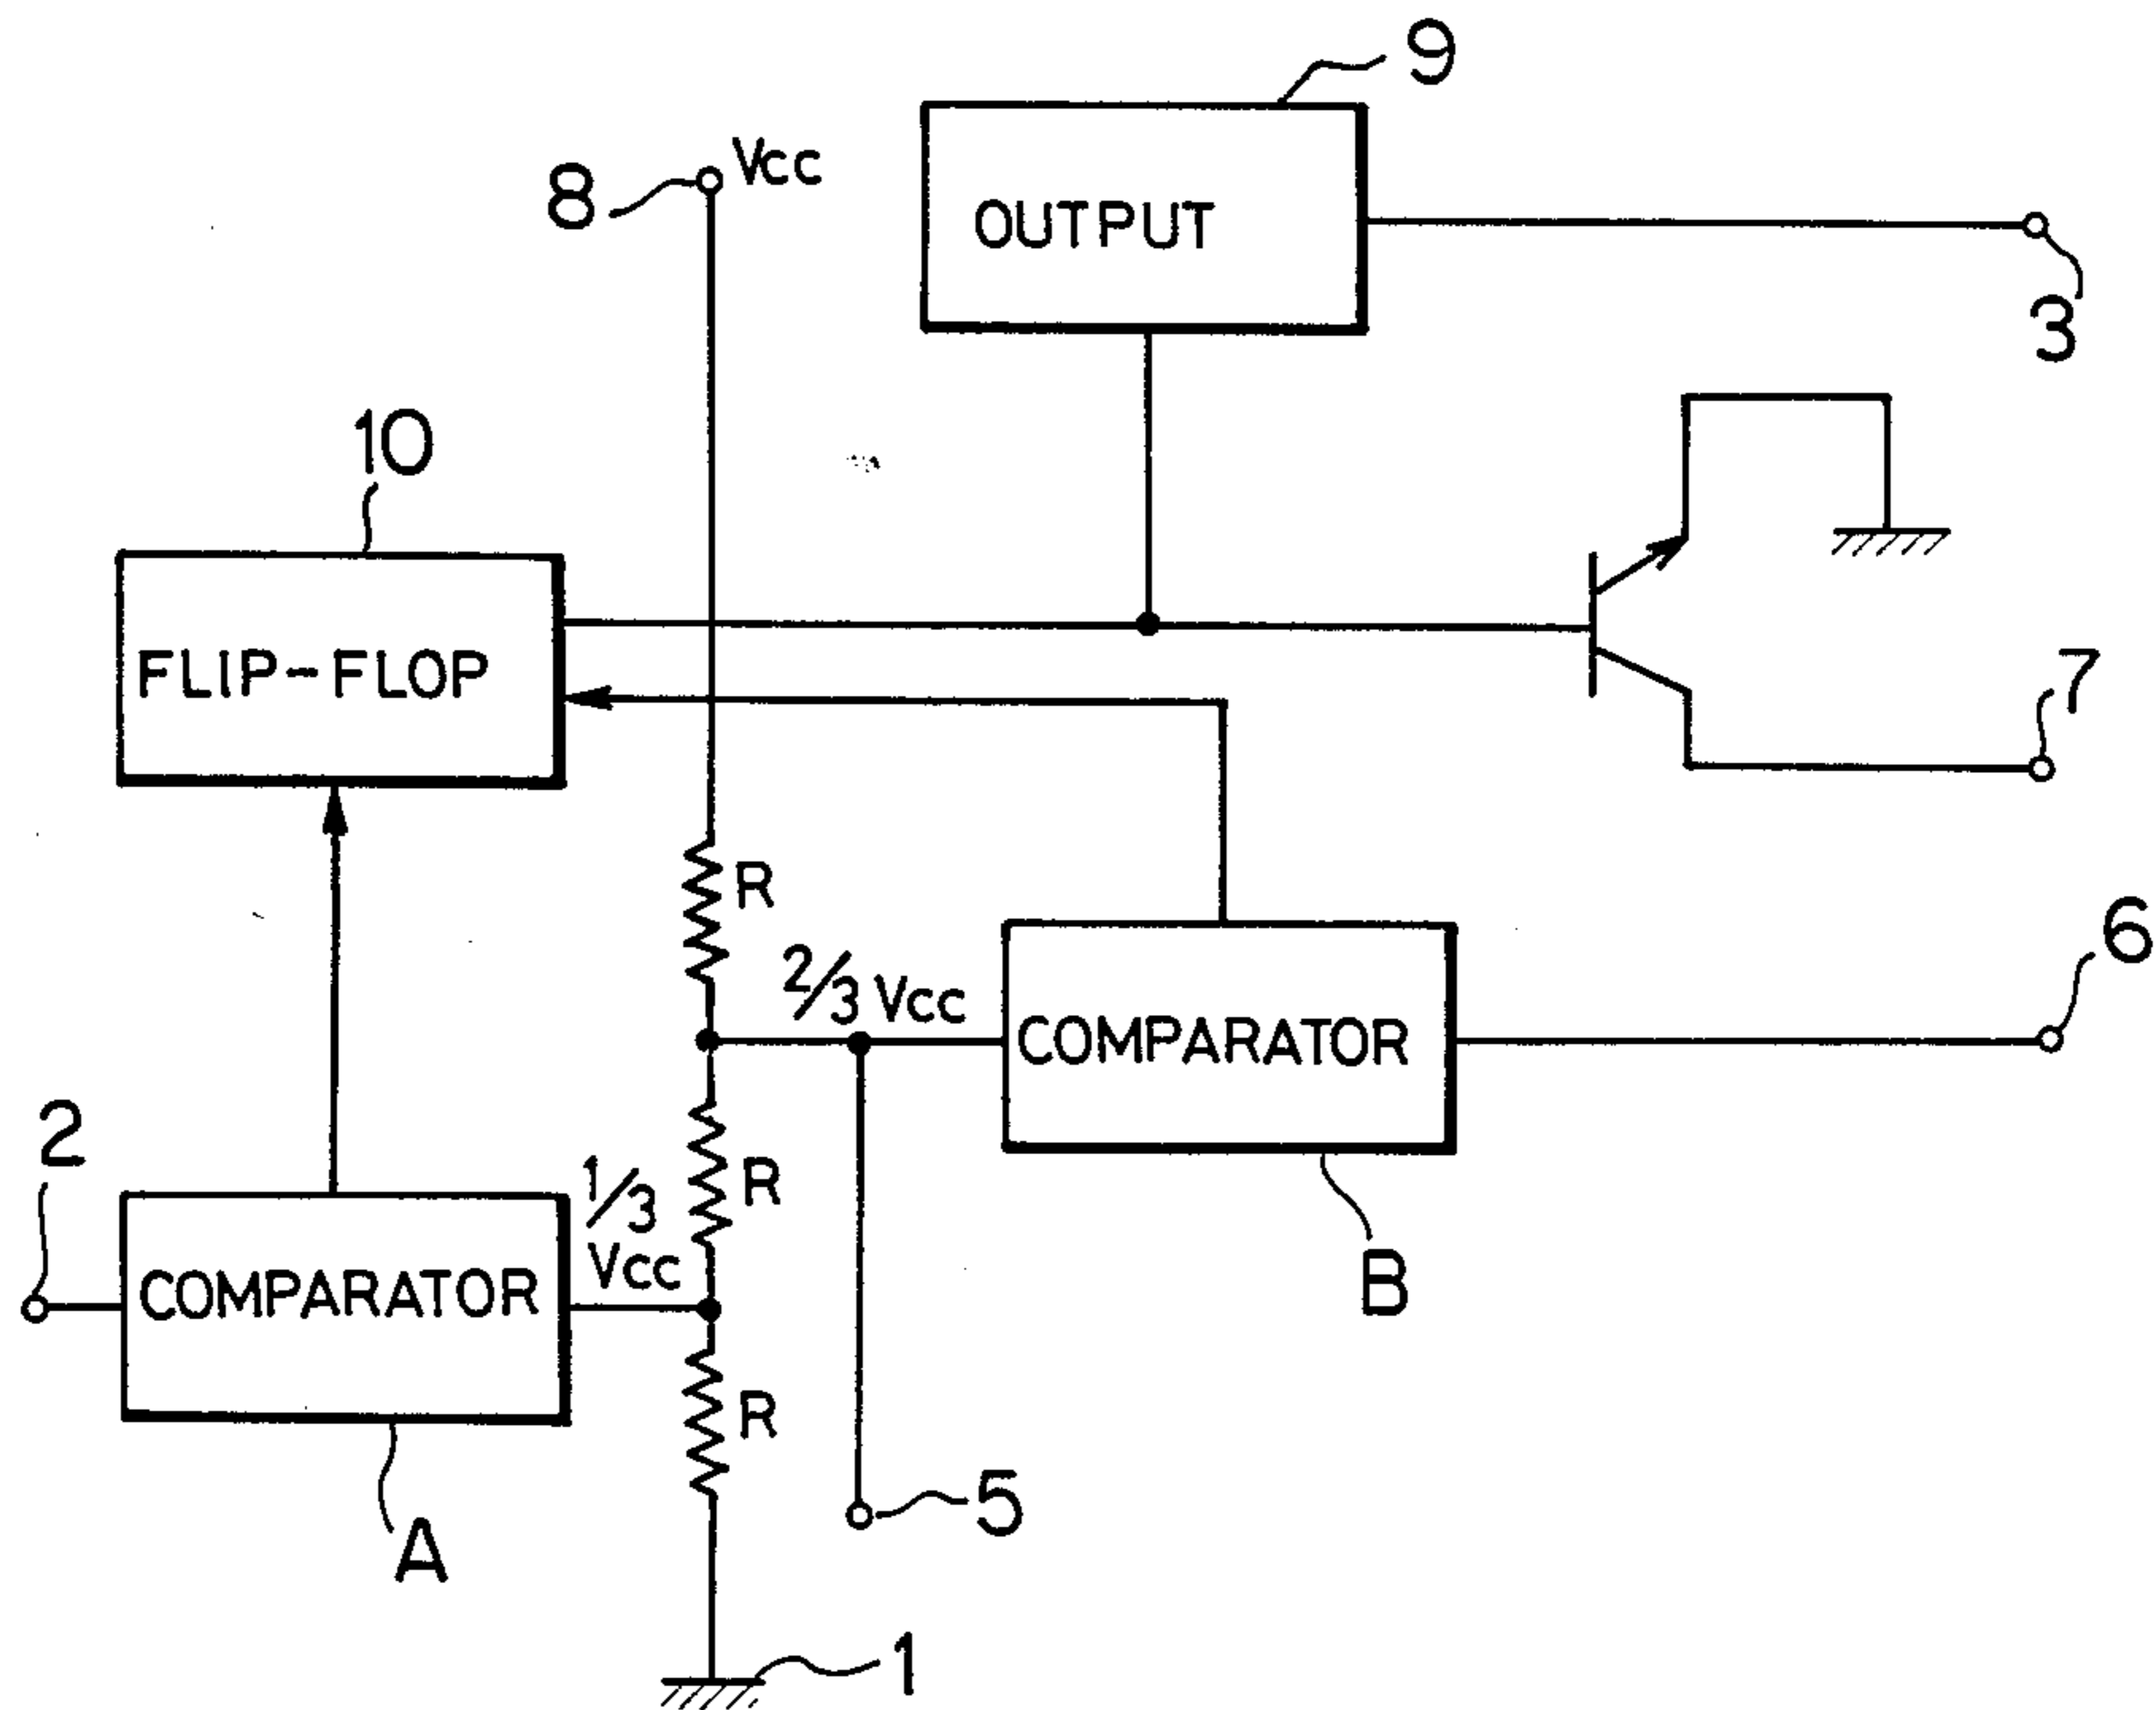 9
8
Vcc
OUTPUT
3
10
FLIP-FLOP
7
R
6
2/3 Vcc
COMPARATOR
2
R
1/3
Vcc
COMPARATOR
B
R
5
A
1